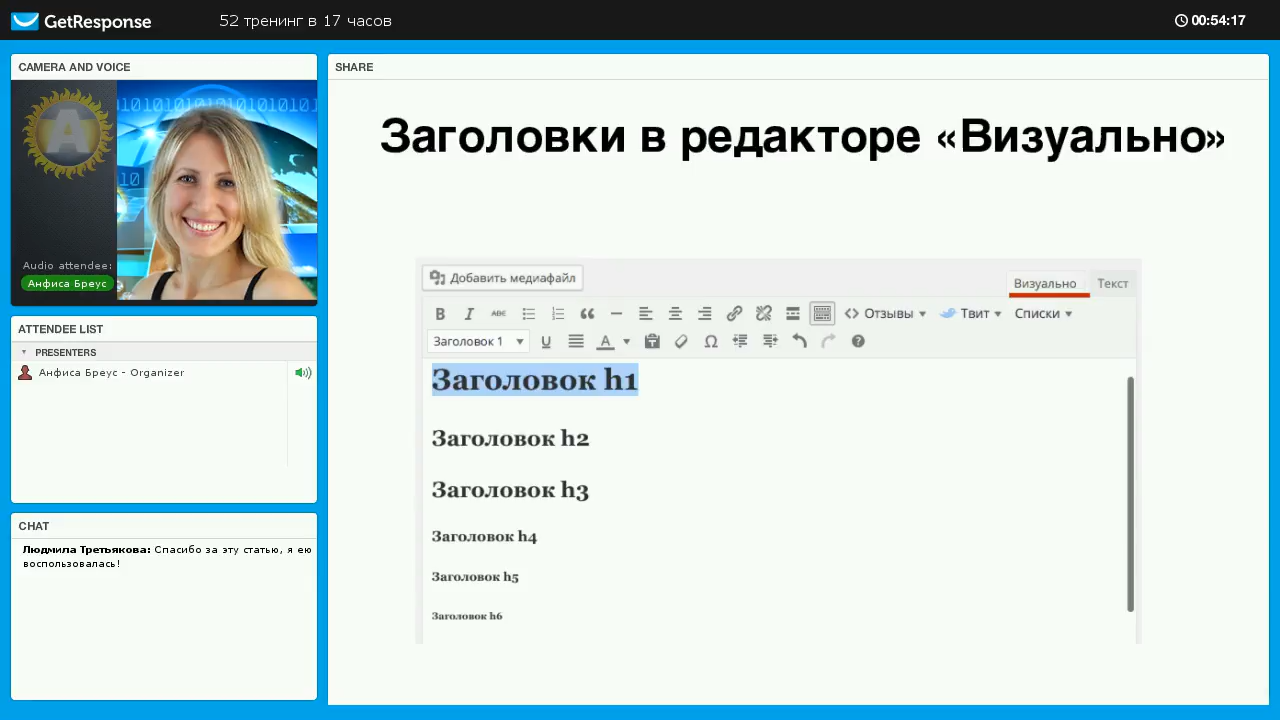 GetResponse
52 тренинг в 17 часов
00:54:17
CAMERA AND VOICE
A
Audio attendee:
Анфиса Бреус
ATTENDEE LIST
PRESENTERS
Анфиса Бреус - Organizer
CHAT
Людмила Третьякова: Спасибо за эту статью, я ею
воспользовалась!
SHARE
Заголовки в редакторе «Визуально»
Добавить медиафайл
Визуально Текст
B I ABC Отзывы Твит Списки
Заголовок 1 U A Ω ?
Заголовок h1
Заголовок h2
Заголовок h3
Заголовок h4
Заголовок h5
Заголовок h6